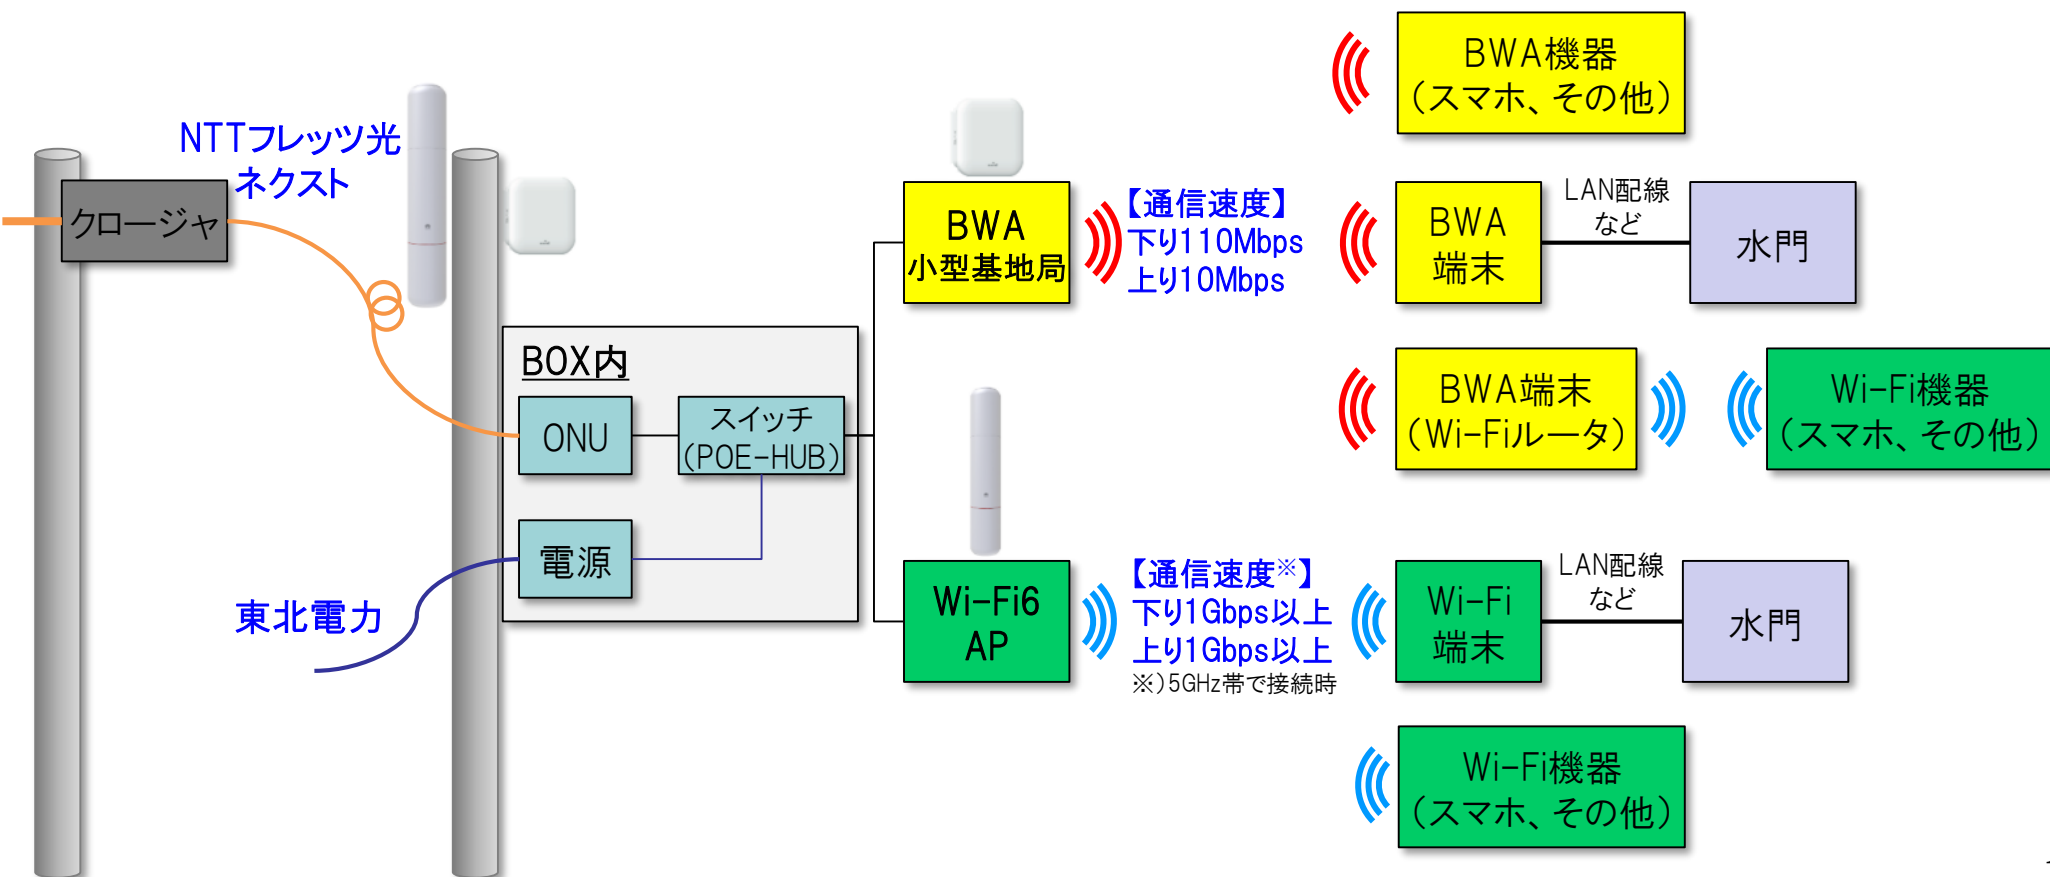 BWA機器
(スマホ、その他)
NTTフレッツ光
ネクスト
クロージャ
BWA
小型基地局
【通信速度】
下り110Mbps
上り10Mbps
BWA
端末
LAN配線
など
水門
BOX内
ONU
スイッチ
(POE-HUB)
電源
東北電力
BWA端末
(Wi-Fiルータ)
Wi-Fi機器
(スマホ、その他)
Wi-Fi6
AP
【通信速度※】
下り1Gbps以上
上り1Gbps以上
※)5GHz帯で接続時
Wi-Fi
端末
LAN配線
など
水門
Wi-Fi機器
(スマホ、その他)